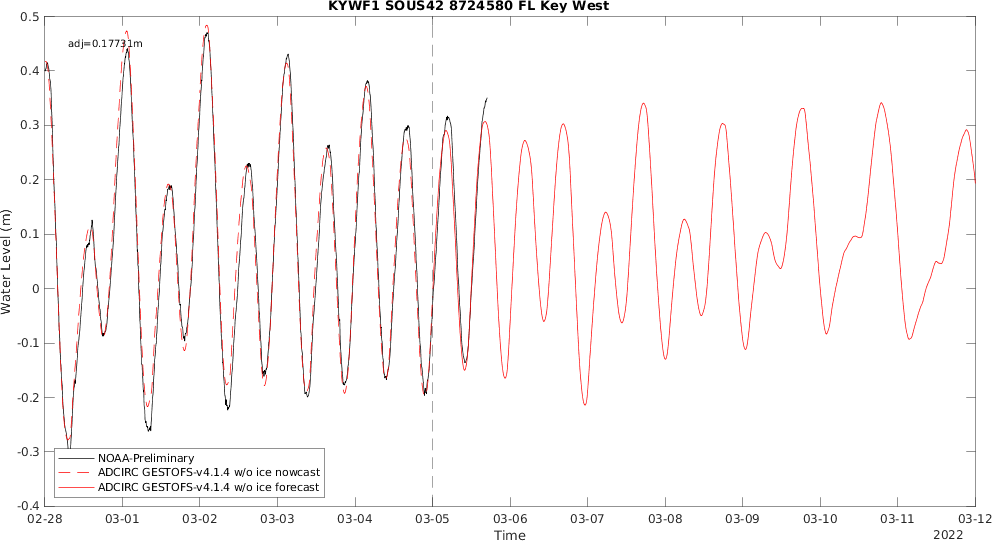 KYWF1 SOUS42 8724580 FL Key West
adj=0.17731m
Water Level (m)
0.5
0.4
0.3
0.2
0.1
0
-0.1
-0.2
-0.3
-0.4
NOAA-Preliminary
ADCIRC GESTOFS-v4.1.4 w/o ice nowcast
ADCIRC GESTOFS-v4.1.4 w/o ice forecast
02-28 03-01 03-02 03-03 03-04 03-05 03-06 03-07 03-08 03-09 03-10 03-11 03-12
Time
2022